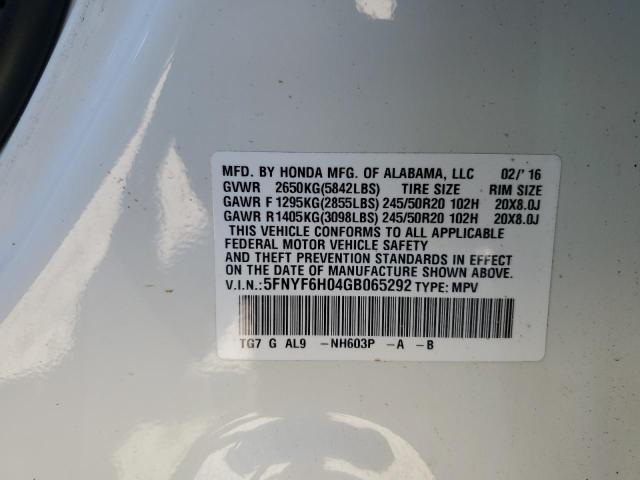 MFD. BY HONDA MFG. OF ALABAMA, LLC 02/'16
GVWR 2650KG(5842LBS) TIRE SIZE RIM SIZE
GAWR F 1295KG(2855LBS) 245/50R20 102H 20X8.0J
GAWR R1405KG(3098LBS) 245/50R20 102H 20X8.0J
THIS VEHICLE CONFORMS TO ALL APPLICABLE
FEDERAL MOTOR VEHICLE SAFETY
AND THEFT PREVENTION STANDARDS IN EFFECT
ON THE DATE OF MANUFACTURE SHOWN ABOVE.
V.I.N.:5FNYF6H04GB065292 TYPE: MPV
TG7 G AL9 -NH603P -A -B